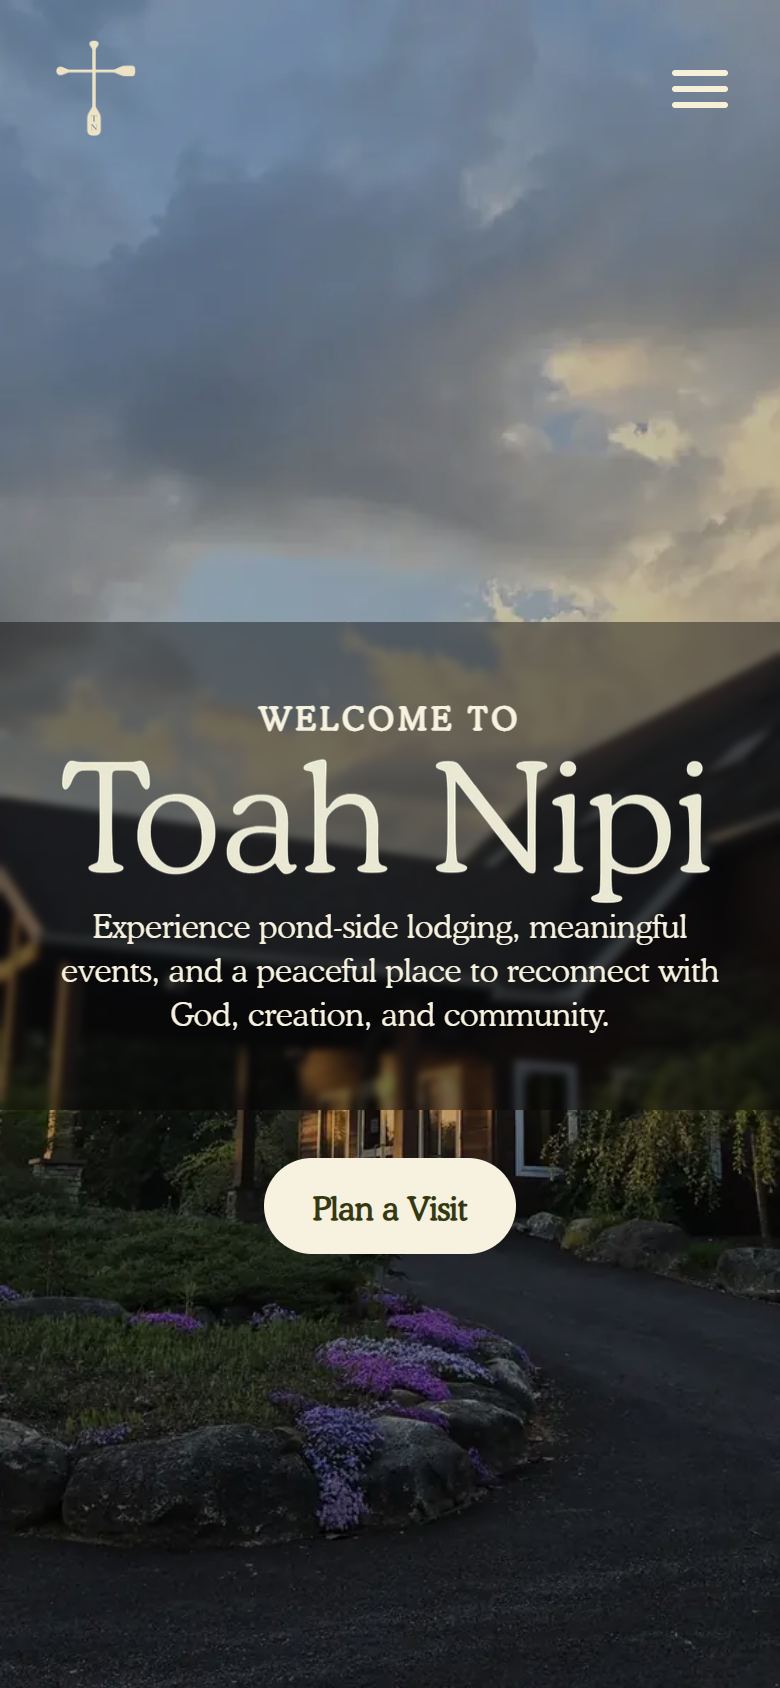 T
N
WELCOME TO
Toah Nipi
Experience pond-side lodging, meaningful
events, and a peaceful place to reconnect with
God, creation, and community.
Plan a Visit